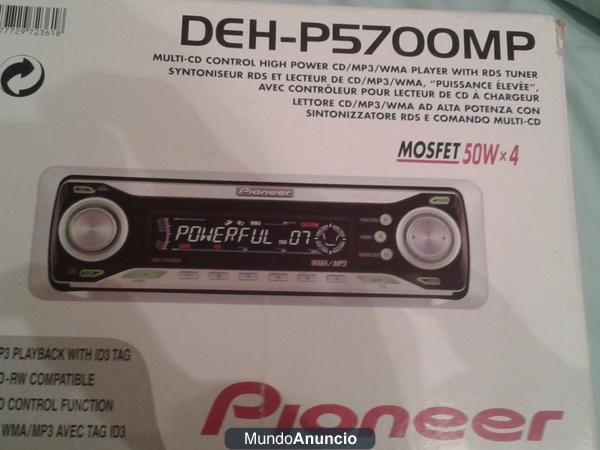 77729723618
DEH-P5700MP
MULTI-CD CONTROL HIGH POWER CD/MP3/WMA PLAYER WITH RDS TUNER
SYNTONISEUR RDS ET LECTEUR DE CD/MP3/WMA, "PUISSANCE ÉLEVÉE",
AVEC CONTRÔLEUR POUR LECTEUR DE CD À CHARGEUR
LETTORE CD/MP3/WMA AD ALTA POTENZA CON
SINTONIZZATORE RDS E COMANDO MULTI-CD
MOSFET 50W×4
Pioneer
POWERFUL 07
DEH-P5700MP
WMA/MP3
P3 PLAYBACK WITH ID3 TAG
D-RW COMPATIBLE
D CONTROL FUNCTION
WMA/MP3 AVEC TAG ID3
Pioneer
MundoAnuncio